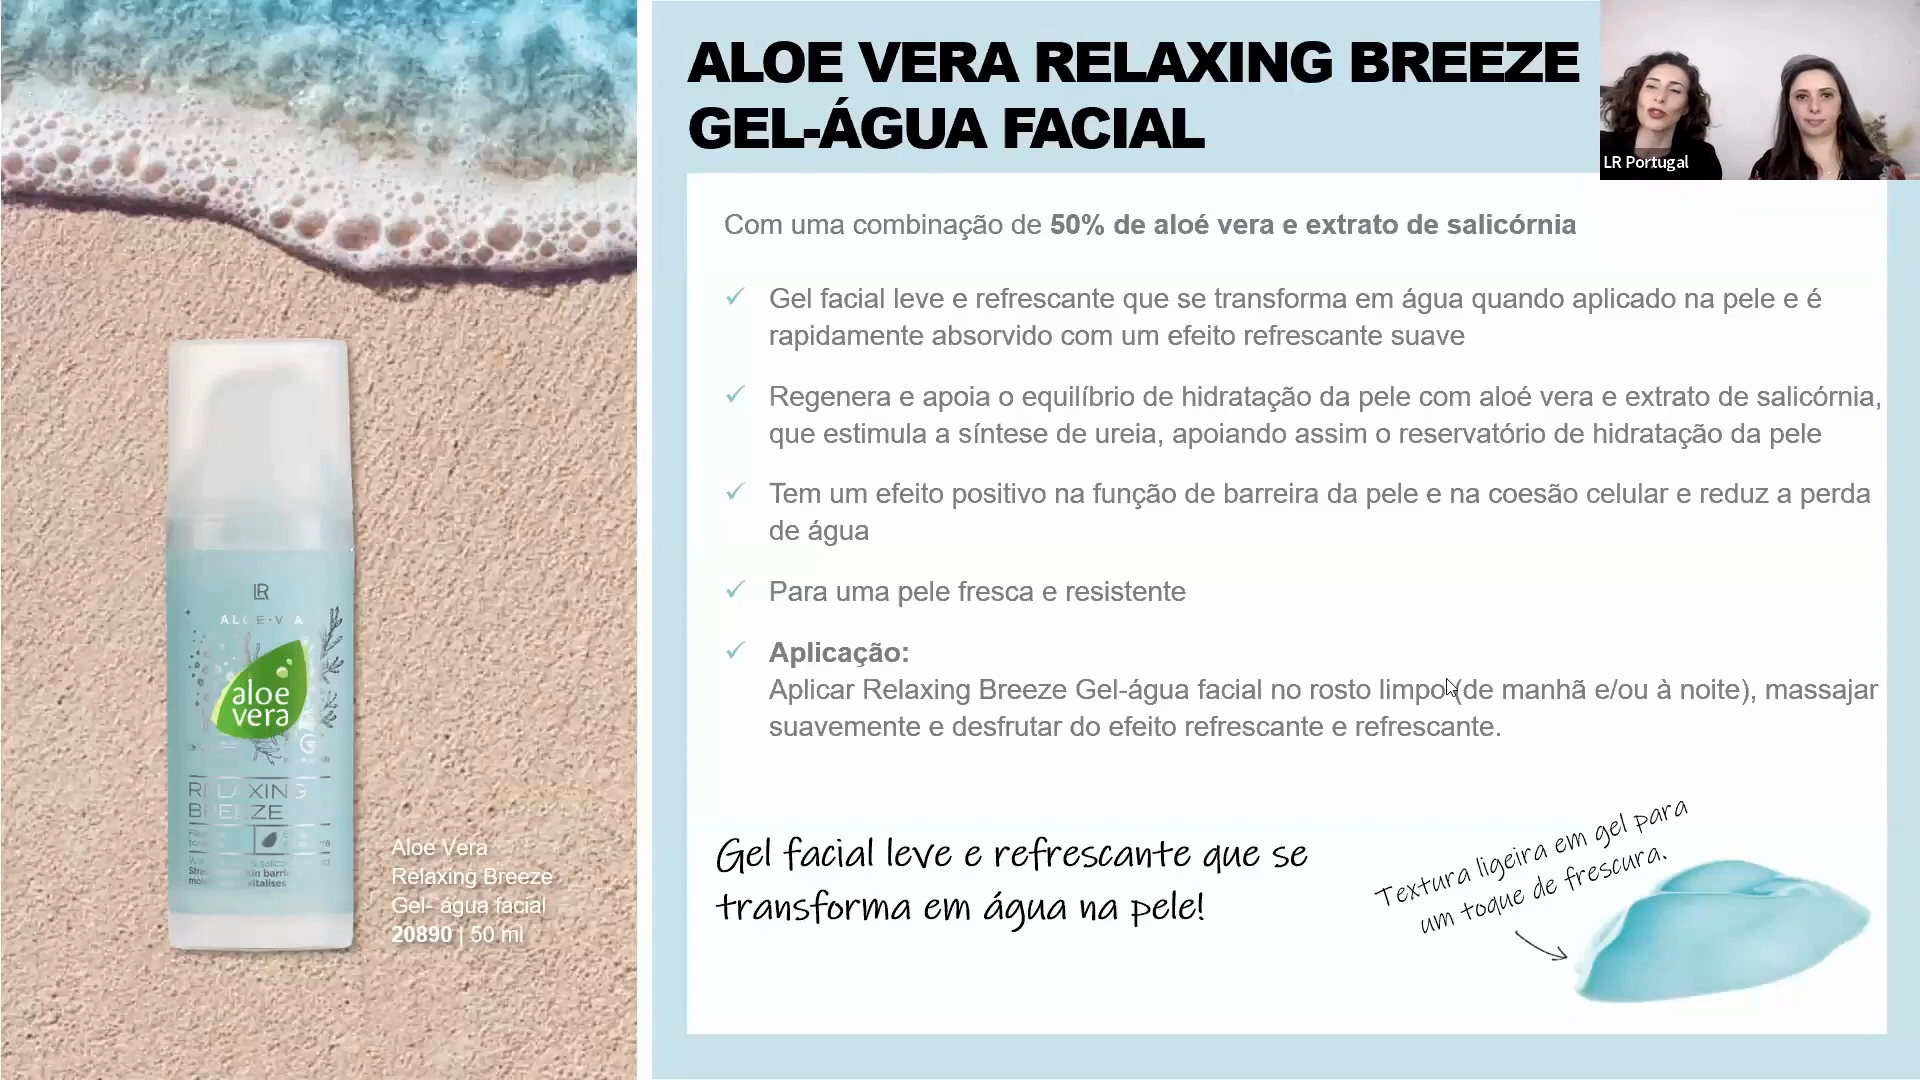 ALOE VERA RELAXING BREEZE
GEL-ÁGUA FACIAL
LR Portugal
Com uma combinação de 50% de aloé vera e extrato de salicórnia
Gel facial leve e refrescante que se transforma em água quando aplicado na pele e é
rapidamente absorvido com um efeito refrescante suave
Regenera e apoia o equilíbrio de hidratação da pele com aloé vera e extrato de salicórnia,
que estimula a síntese de ureia, apoiando assim o reservatório de hidratação da pele
Tem um efeito positivo na função de barreira da pele e na coesão celular e reduz a perda
de água
Para uma pele fresca e resistente
Aplicação:
Aplicar Relaxing Breeze Gel-água facial no rosto limpo (de manhã e/ou à noite), massajar
suavemente e desfrutar do efeito refrescante e refrescante.
Gel facial leve e refrescante que se
transforma em água na pele!
Textura ligeira em gel para
um toque de frescura.
LR
aloe
vera
RELAXING
BREEZE
Aloe Vera
Relaxing Breeze
Gel- água facial
20890 | 50 ml